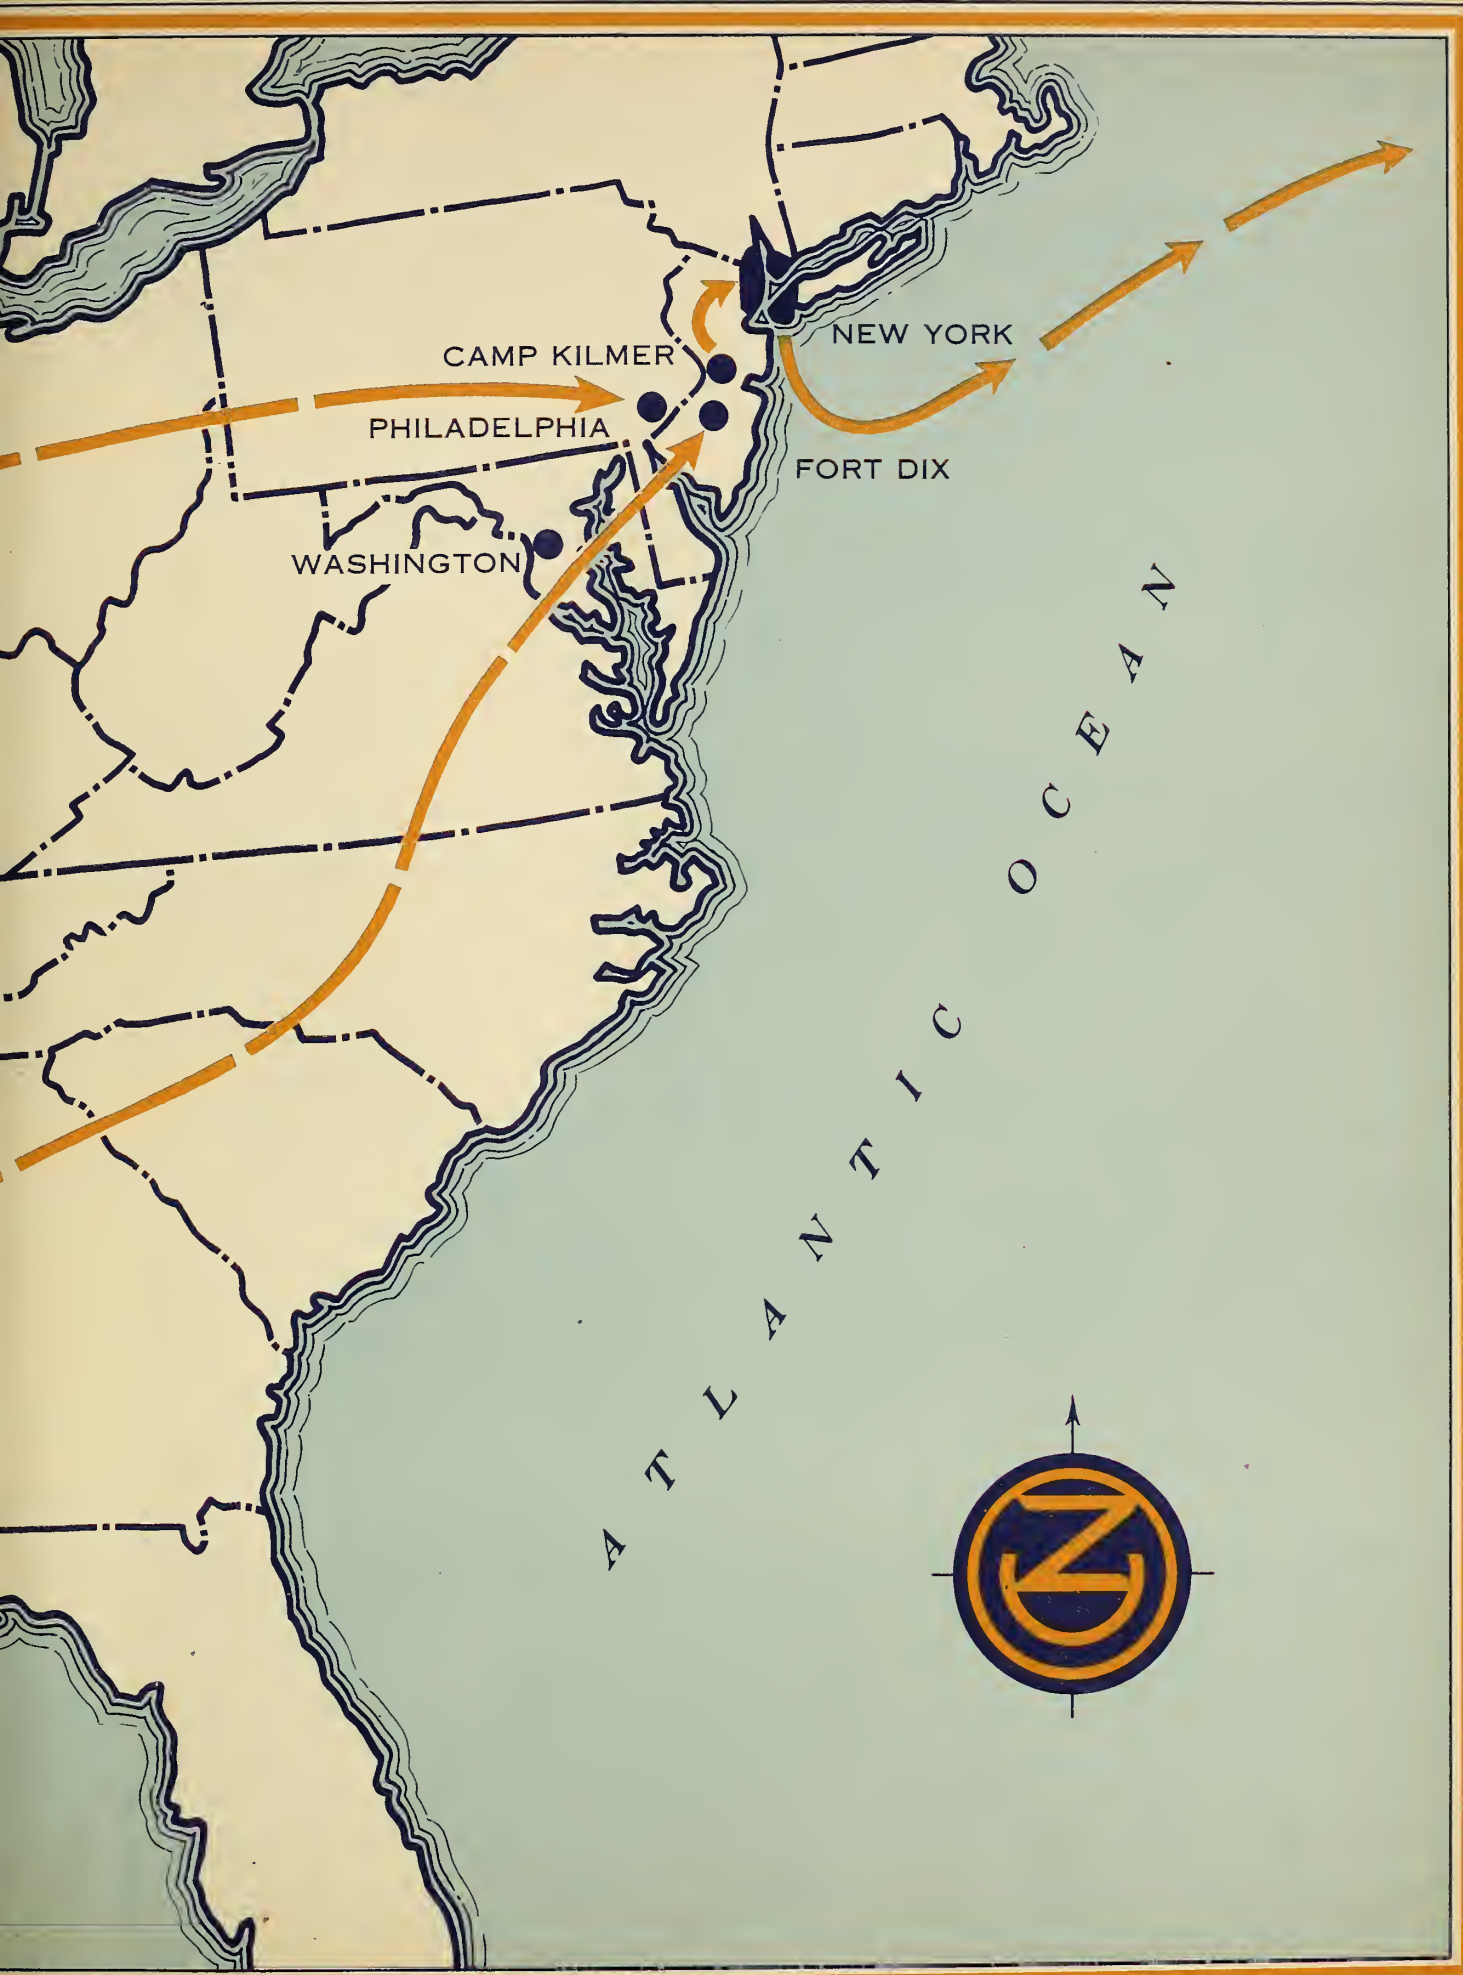 NEW YORK
CAMP KILMER
PHILADELPHIA
FORT DIX
WASHINGTON
ATLANTIC OCEAN